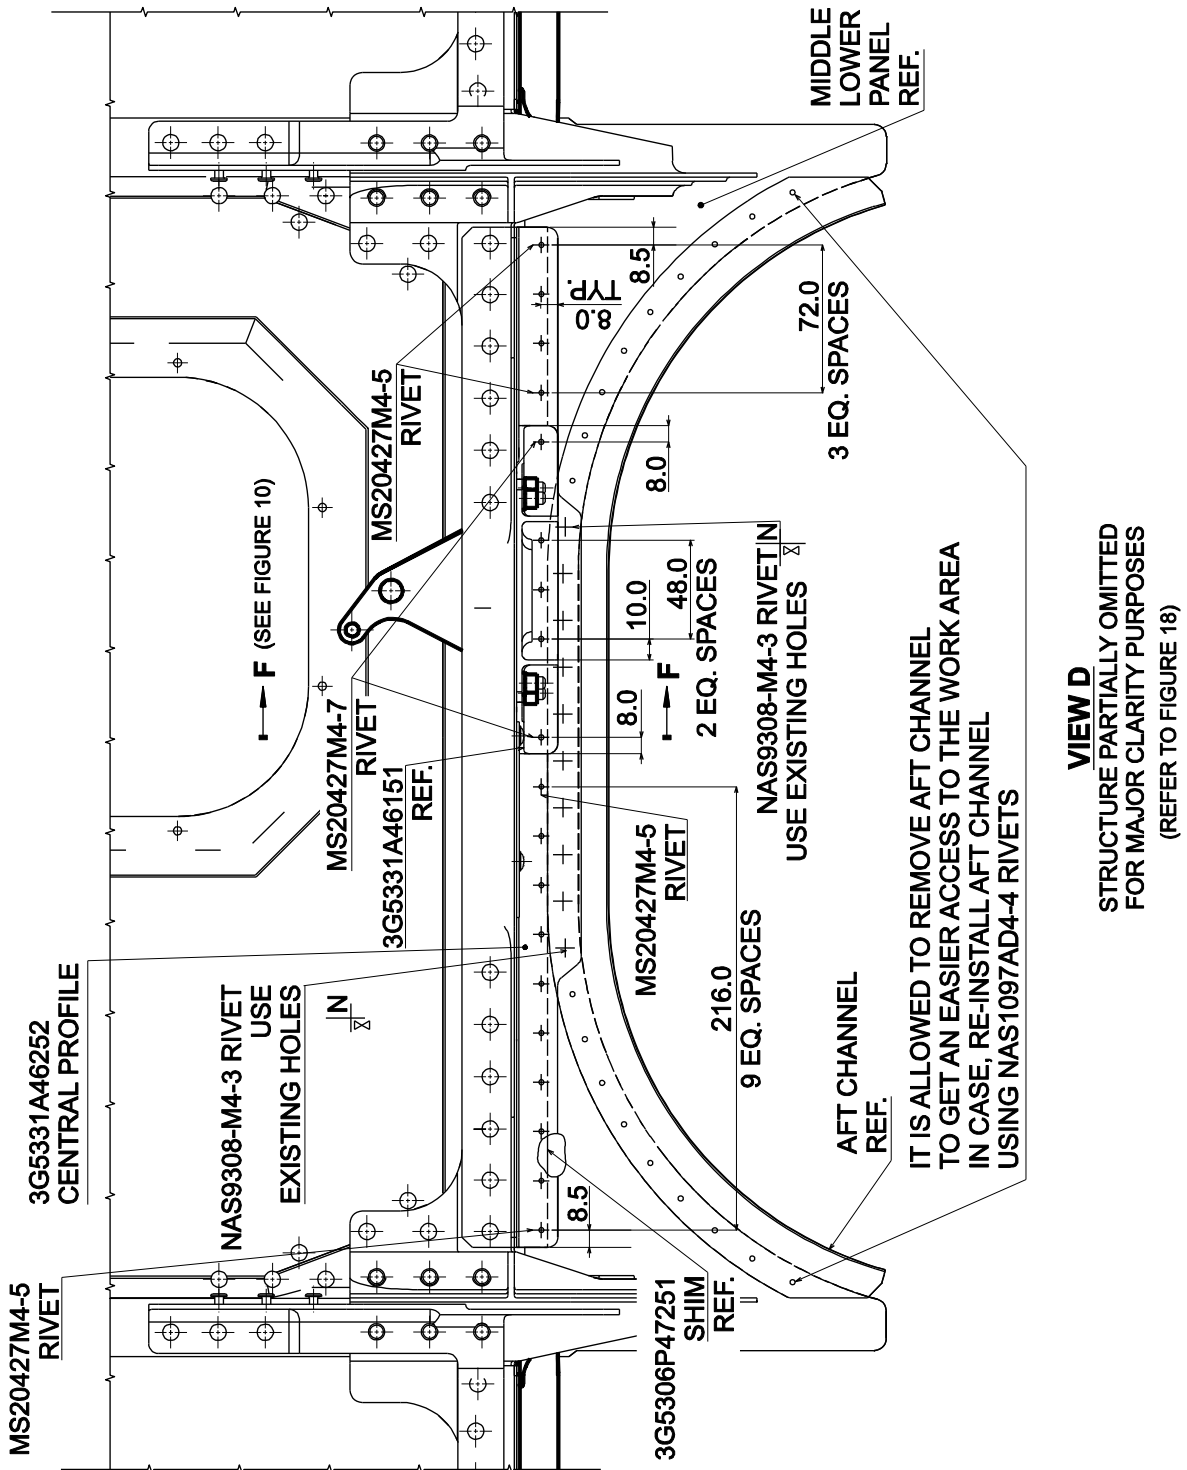 MS20427M4-5
RIVET
3G5331A46252
CENTRAL PROFILE
NAS9308-M4-3 RIVET
USE
EXISTING HOLES
N
F (SEE FIGURE 10)
MS20427M4-7
RIVET
3G5331A46151
REF.
MS20427M4-5
RIVET
8.0
TYP.
8.5
72.0
3 EQ. SPACES
MIDDLE
LOWER
PANEL
REF.
8.0
10.0
48.0
2 EQ. SPACES
8.0
F
NAS9308-M4-3 RIVET N
USE EXISTING HOLES
MS20427M4-5
RIVET
216.0
9 EQ. SPACES
8.5
3G5306P47251
SHIM
REF.
AFT CHANNEL
REF.
IT IS ALLOWED TO REMOVE AFT CHANNEL
TO GET AN EASIER ACCESS TO THE WORK AREA
IN CASE, RE-INSTALL AFT CHANNEL
USING NAS1097AD4-4 RIVETS
VIEW D
STRUCTURE PARTIALLY OMITTED
FOR MAJOR CLARITY PURPOSES
(REFER TO FIGURE 18)